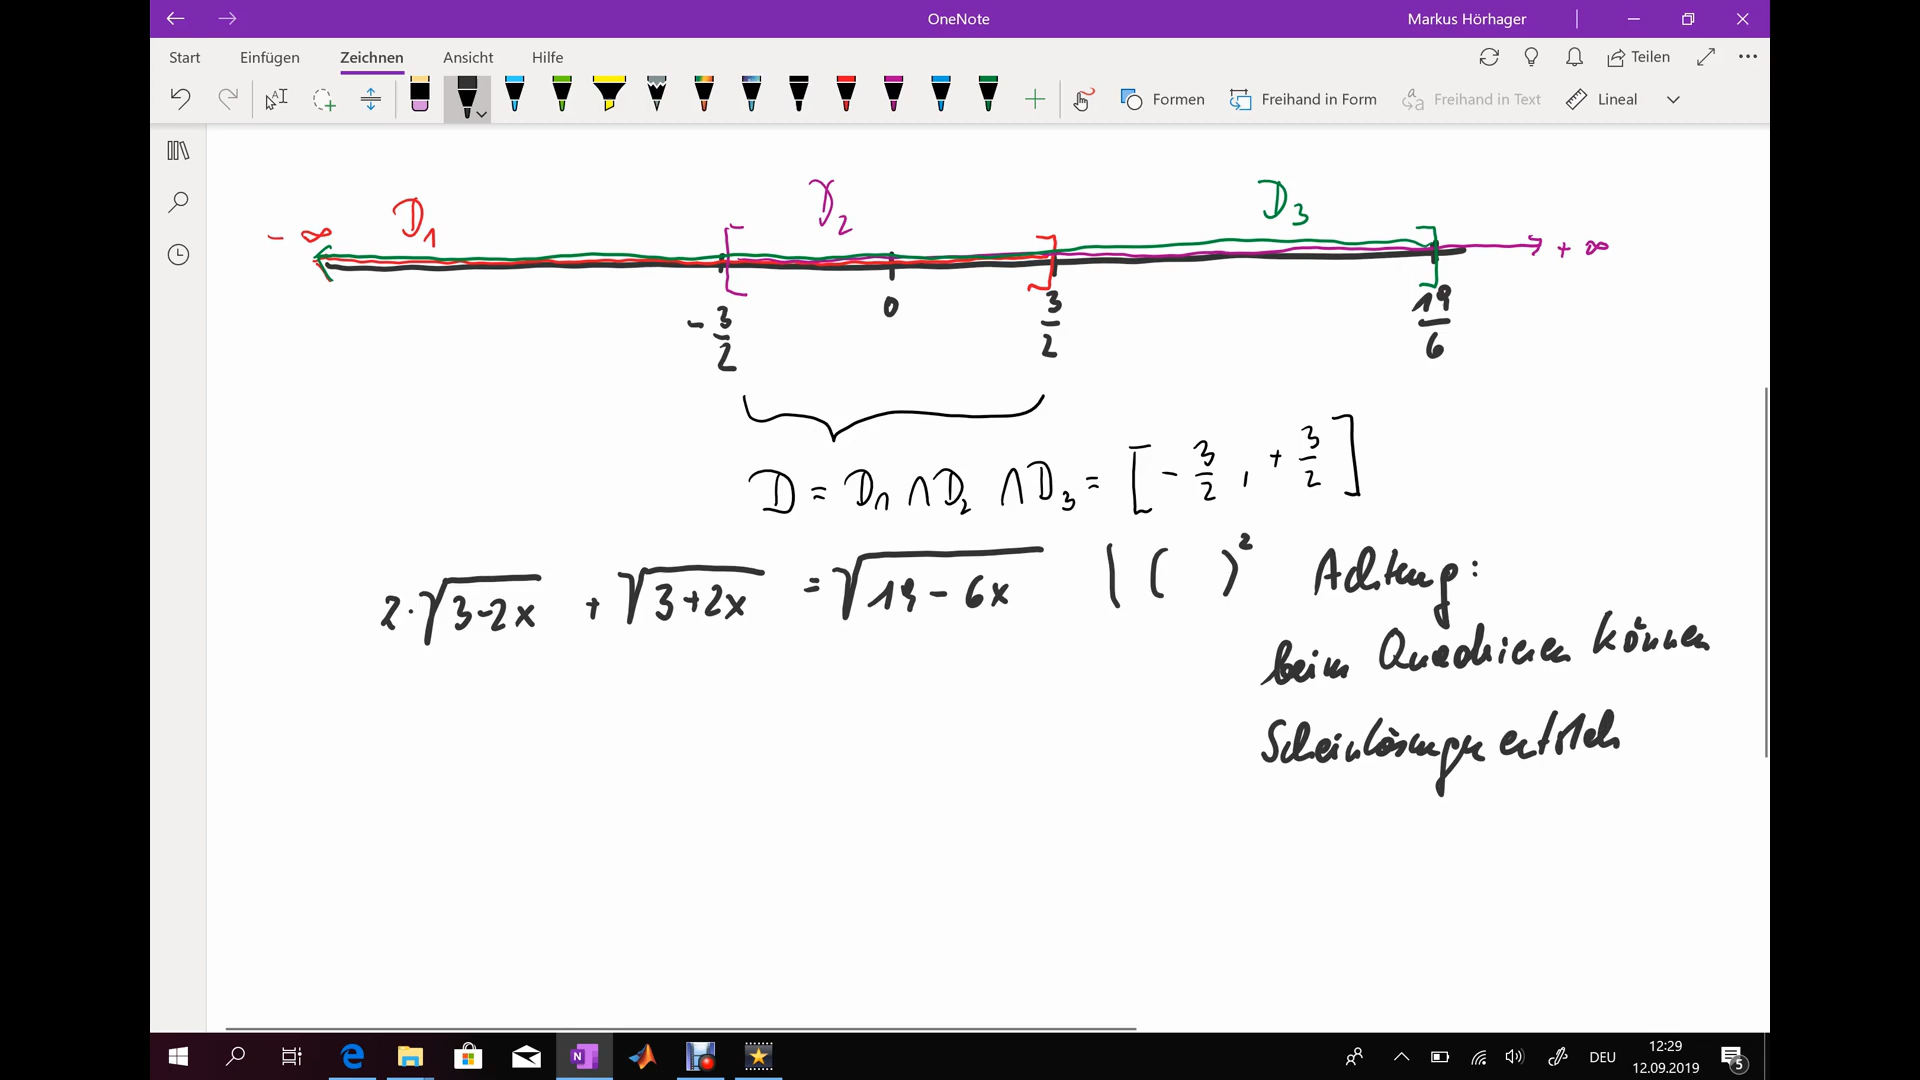 OneNote
Markus Hörhager
Start Einfügen Zeichnen Ansicht Hilfe
Teilen
Formen Freihand in Form Freihand in Text Lineal
- ∞ D₁ D₂ D₃ + ∞
-3/2 0 3/2 19/6
D = D₁ ∩ D₂ ∩ D₃ = [ -3/2 , +3/2 ]
2·√(3-2x) + √(3+2x) = √(19-6x) | ( )² Achtung:
beim Quadrieren können
Scheinlösungen entstehen
DEU
12:29
12.09.2019
5